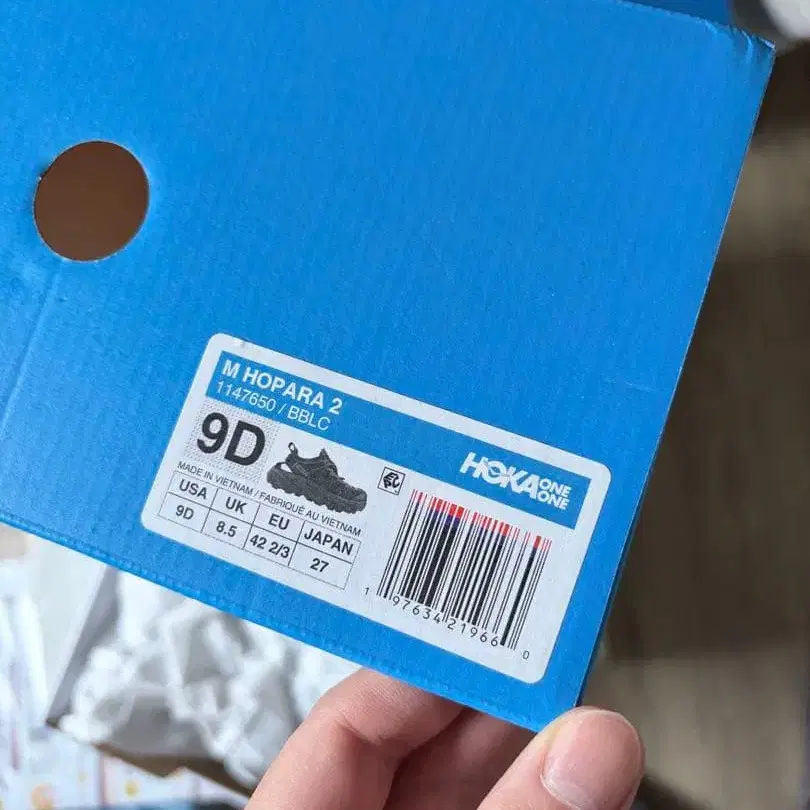 M HOPARA 2
1147650 / BBLC
9D
HOKA ONE ONE
MADE IN VIETNAM / FABRIQUÉ AU VIETNAM
USA UK EU JAPAN
9D 8.5 42 2/3 27
1 97634 21966 0